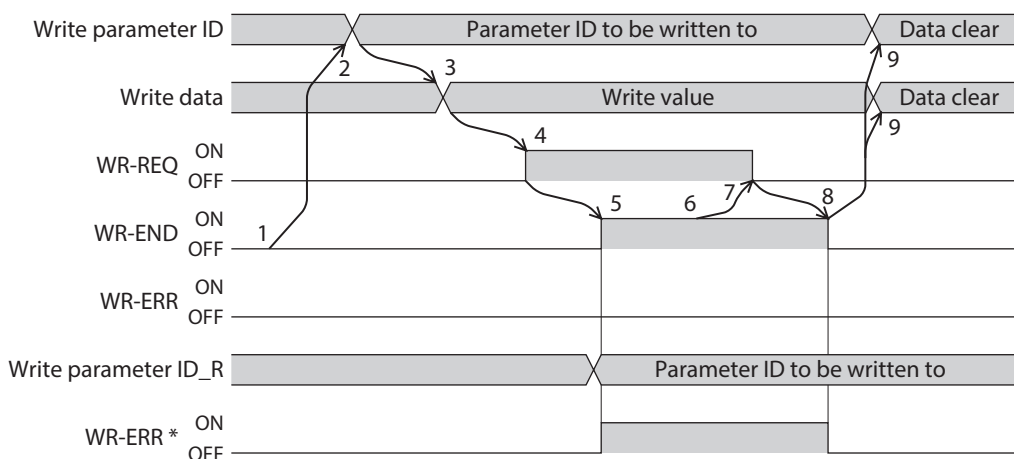 Write parameter ID
Parameter ID to be written to
Data clear
2
3
9
Write data
Write value
Data clear
4
9
WR-REQ
ON
OFF
5
6
7
8
WR-END
ON
OFF
1
WR-ERR
ON
OFF
Write parameter ID_R
Parameter ID to be written to
WR-ERR *
ON
OFF